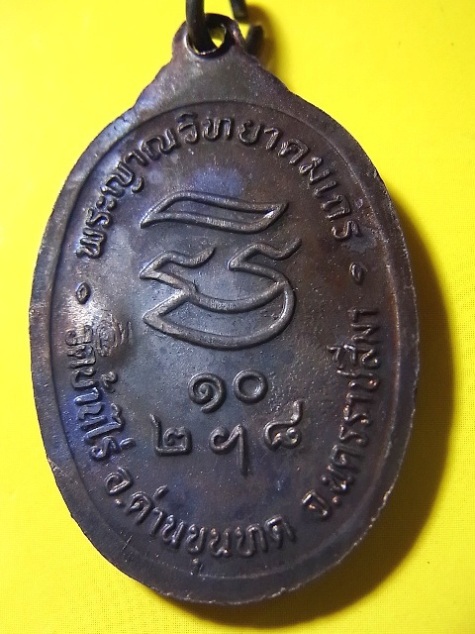 พระญาณวิทยาคมเถร
๑๐
๒ ๕ ๘
วัดบ้านไร่ อ.ด่านขุนทด จ.นครราชสีมา